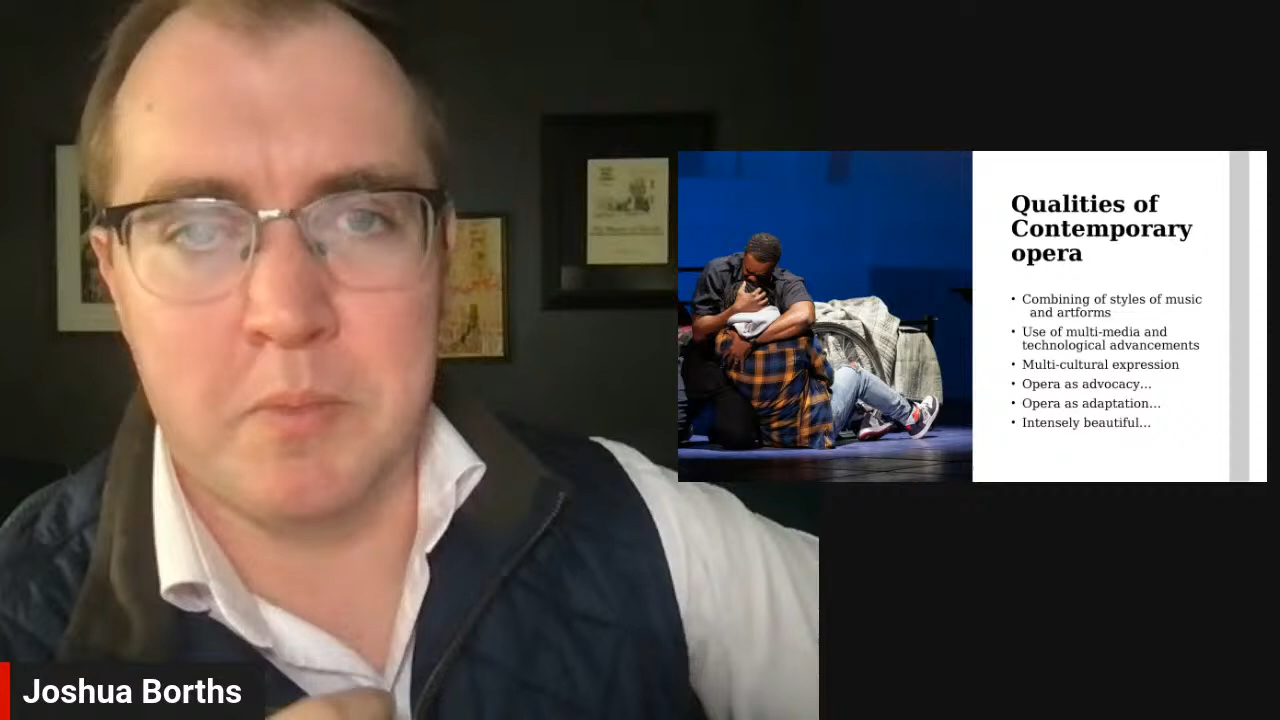 Qualities of
Contemporary
opera
• Combining of styles of music
and artforms
• Use of multi-media and
technological advancements
• Multi-cultural expression
• Opera as advocacy...
• Opera as adaptation...
• Intensely beautiful...
Joshua Borths